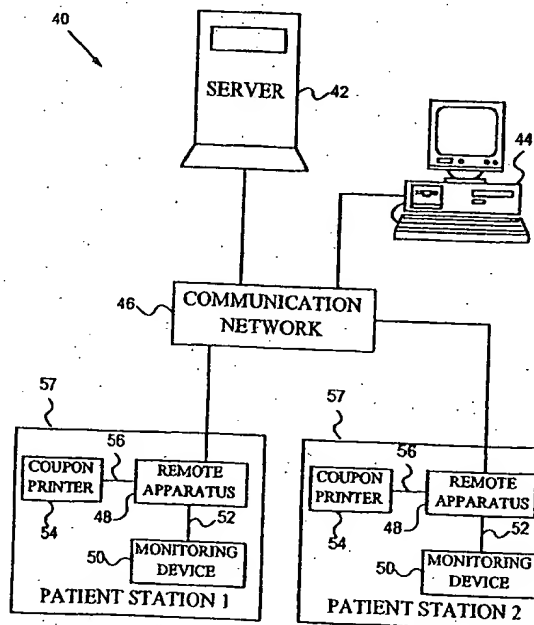 40
SERVER
42
44
46
COMMUNICATION
NETWORK
57
COUPON
PRINTER
54
56
REMOTE
APPARATUS
48
52
50
MONITORING
DEVICE
PATIENT STATION 1
57
COUPON
PRINTER
54
56
REMOTE
APPARATUS
48
52
50
MONITORING
DEVICE
PATIENT STATION 2